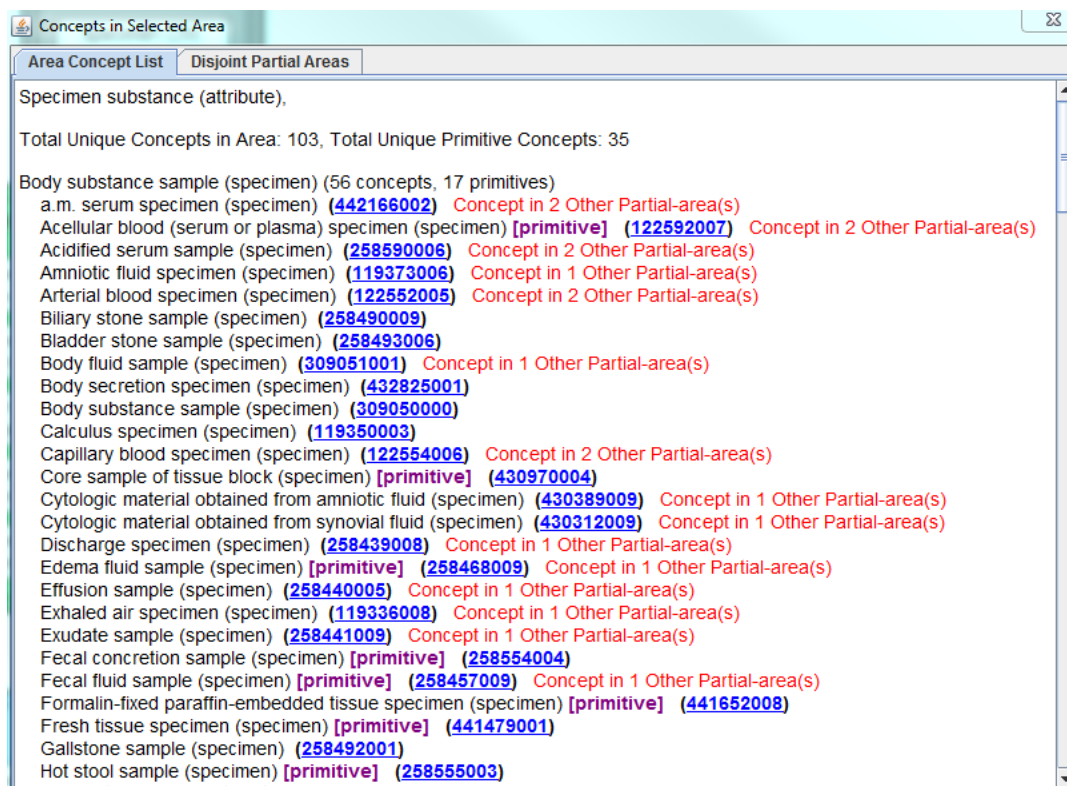 Concepts in Selected Area
Area Concept List Disjoint Partial Areas
Specimen substance (attribute),
Total Unique Concepts in Area: 103, Total Unique Primitive Concepts: 35
Body substance sample (specimen) (56 concepts, 17 primitives)
a.m. serum specimen (specimen) (442166002) Concept in 2 Other Partial-area(s)
Acellular blood (serum or plasma) specimen (specimen) [primitive] (122592007) Concept in 2 Other Partial-area(s)
Acidified serum sample (specimen) (258590006) Concept in 2 Other Partial-area(s)
Amniotic fluid specimen (specimen) (119373006) Concept in 1 Other Partial-area(s)
Arterial blood specimen (specimen) (122552005) Concept in 2 Other Partial-area(s)
Biliary stone sample (specimen) (258490009)
Bladder stone sample (specimen) (258493006)
Body fluid sample (specimen) (309051001) Concept in 1 Other Partial-area(s)
Body secretion specimen (specimen) (432825001)
Body substance sample (specimen) (309050000)
Calculus specimen (specimen) (119350003)
Capillary blood specimen (specimen) (122554006) Concept in 2 Other Partial-area(s)
Core sample of tissue block (specimen) [primitive] (430970004)
Cytologic material obtained from amniotic fluid (specimen) (430389009) Concept in 1 Other Partial-area(s)
Cytologic material obtained from synovial fluid (specimen) (430312009) Concept in 1 Other Partial-area(s)
Discharge specimen (specimen) (258439008) Concept in 1 Other Partial-area(s)
Edema fluid sample (specimen) [primitive] (258468009) Concept in 1 Other Partial-area(s)
Effusion sample (specimen) (258440005) Concept in 1 Other Partial-area(s)
Exhaled air specimen (specimen) (119336008) Concept in 1 Other Partial-area(s)
Exudate sample (specimen) (258441009) Concept in 1 Other Partial-area(s)
Fecal concretion sample (specimen) [primitive] (258554004)
Fecal fluid sample (specimen) [primitive] (258457009) Concept in 1 Other Partial-area(s)
Formalin-fixed paraffin-embedded tissue specimen (specimen) [primitive] (441652008)
Fresh tissue specimen (specimen) [primitive] (441479001)
Gallstone sample (specimen) (258492001)
Hot stool sample (specimen) [primitive] (258555003)